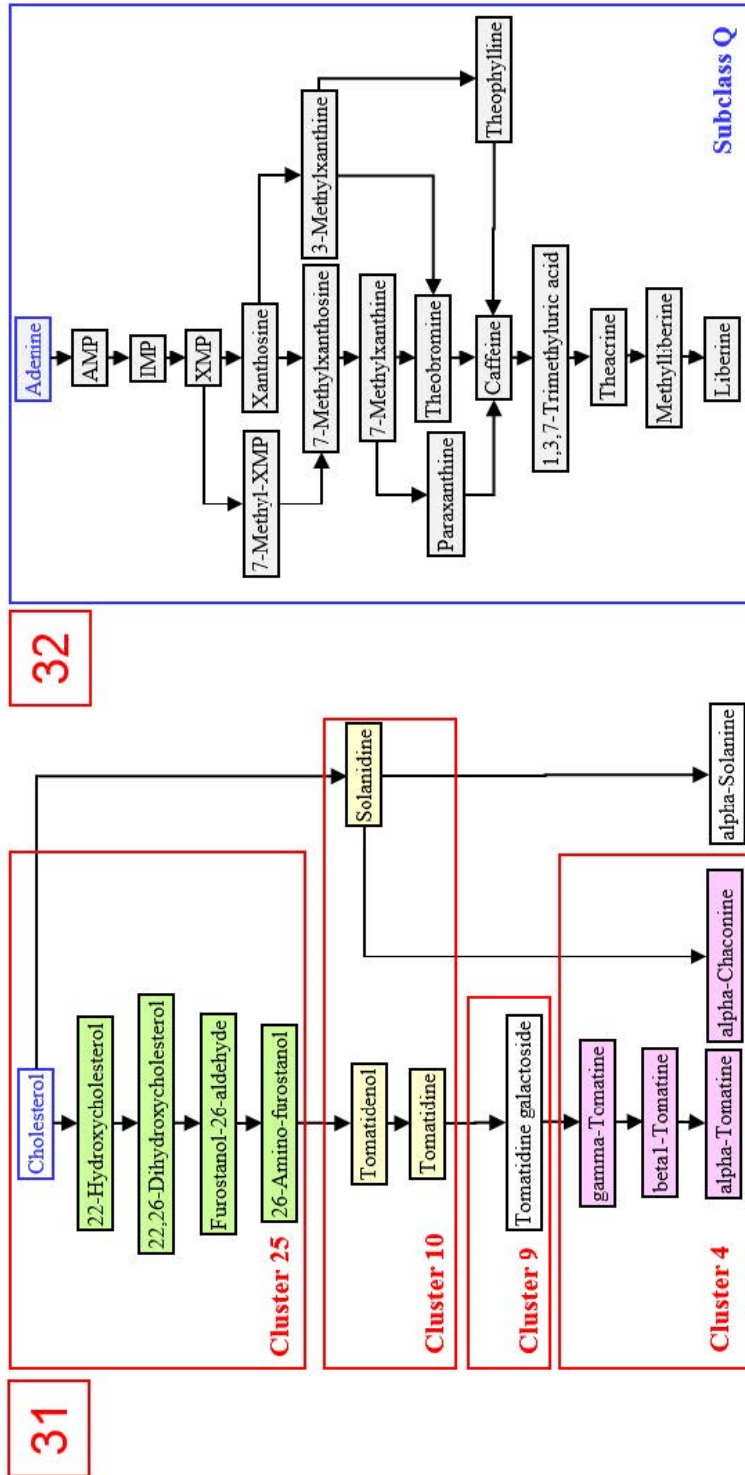 31
Cholesterol
22-Hydroxycholesterol
22,26-Dihydroxycholesterol
Furostanol-26-aldehyde
26-Amino-furostanol
Cluster 25
Tomatidenol
Solanidine
Tomatidine
Cluster 10
Tomatidine galactoside
Cluster 9
gamma-Tomatine
beta1-Tomatine
alpha-Tomatine
alpha-Chaconine
alpha-Solanine
Cluster 4
32
Adenine
AMP
IMP
XMP
7-Methyl-XMP
Xanthosine
7-Methylxanthosine
3-Methylxanthine
7-Methylxanthine
Theobromine
Paraxanthine
Caffeine
Theophylline
1,3,7-Trimethyluric acid
Theacrine
Methylliberine
Liberine
Subclass Q